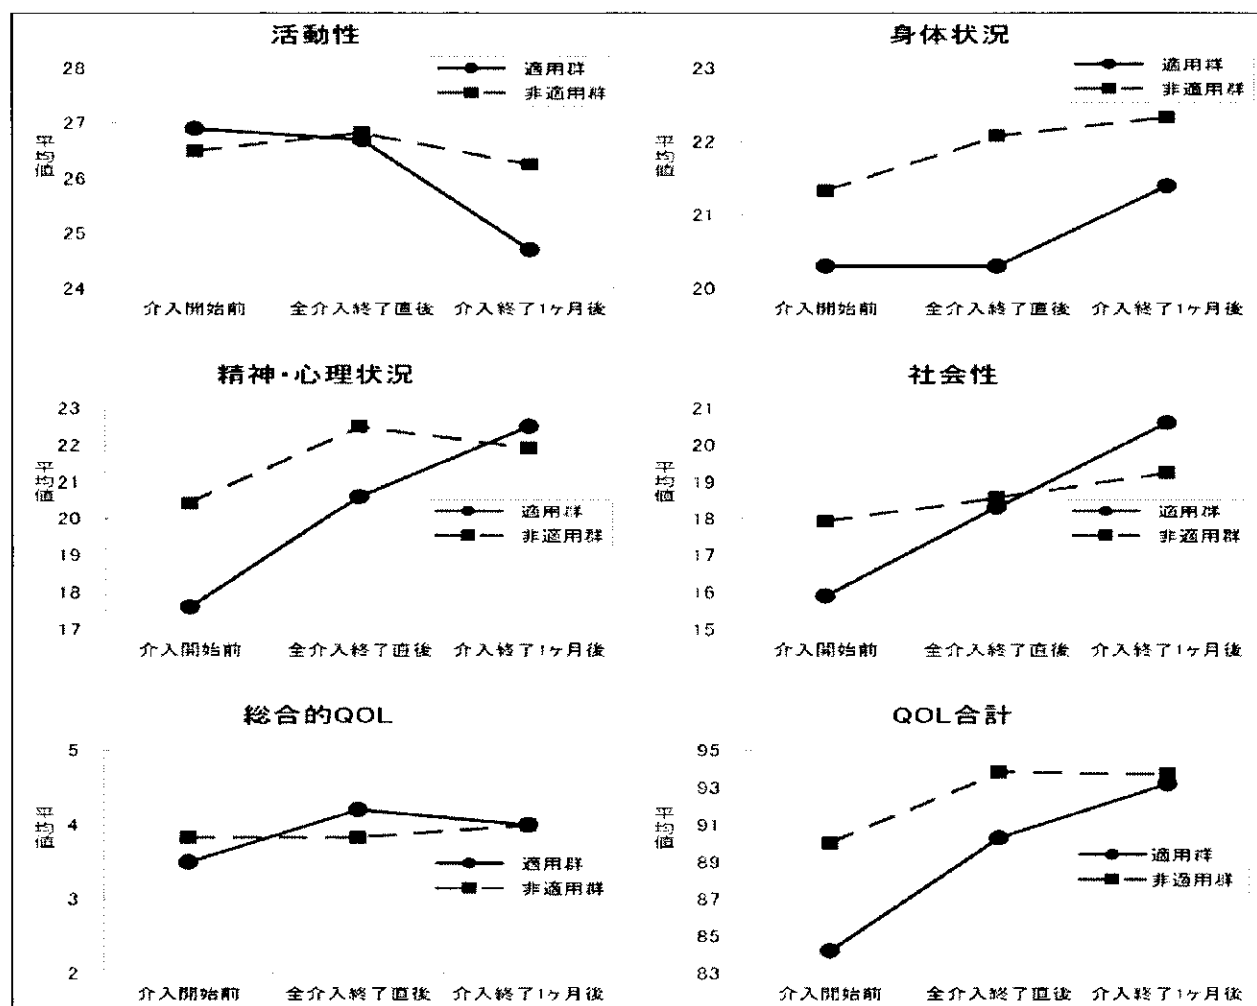 活動性
適用群
非適用群
28
27
26
25
24
平均値
介入開始前 全介入終了直後 介入終了1ヶ月後
身体状況
適用群
非適用群
23
22
21
20
平均値
介入開始前 全介入終了直後 介入終了1ヶ月後
精神・心理状況
23
22
21
20
19
18
17
平均値
適用群
非適用群
介入開始前 全介入終了直後 介入終了1ヶ月後
社会性
21
20
19
18
17
16
15
平均値
適用群
非適用群
介入開始前 全介入終了直後 介入終了1ヶ月後
総合的QOL
5
4
3
2
平均値
適用群
非適用群
介入開始前 全介入終了直後 介入終了1ヶ月後
QOL合計
95
93
91
89
87
85
83
平均値
適用群
非適用群
介入開始前 全介入終了直後 介入終了1ヶ月後